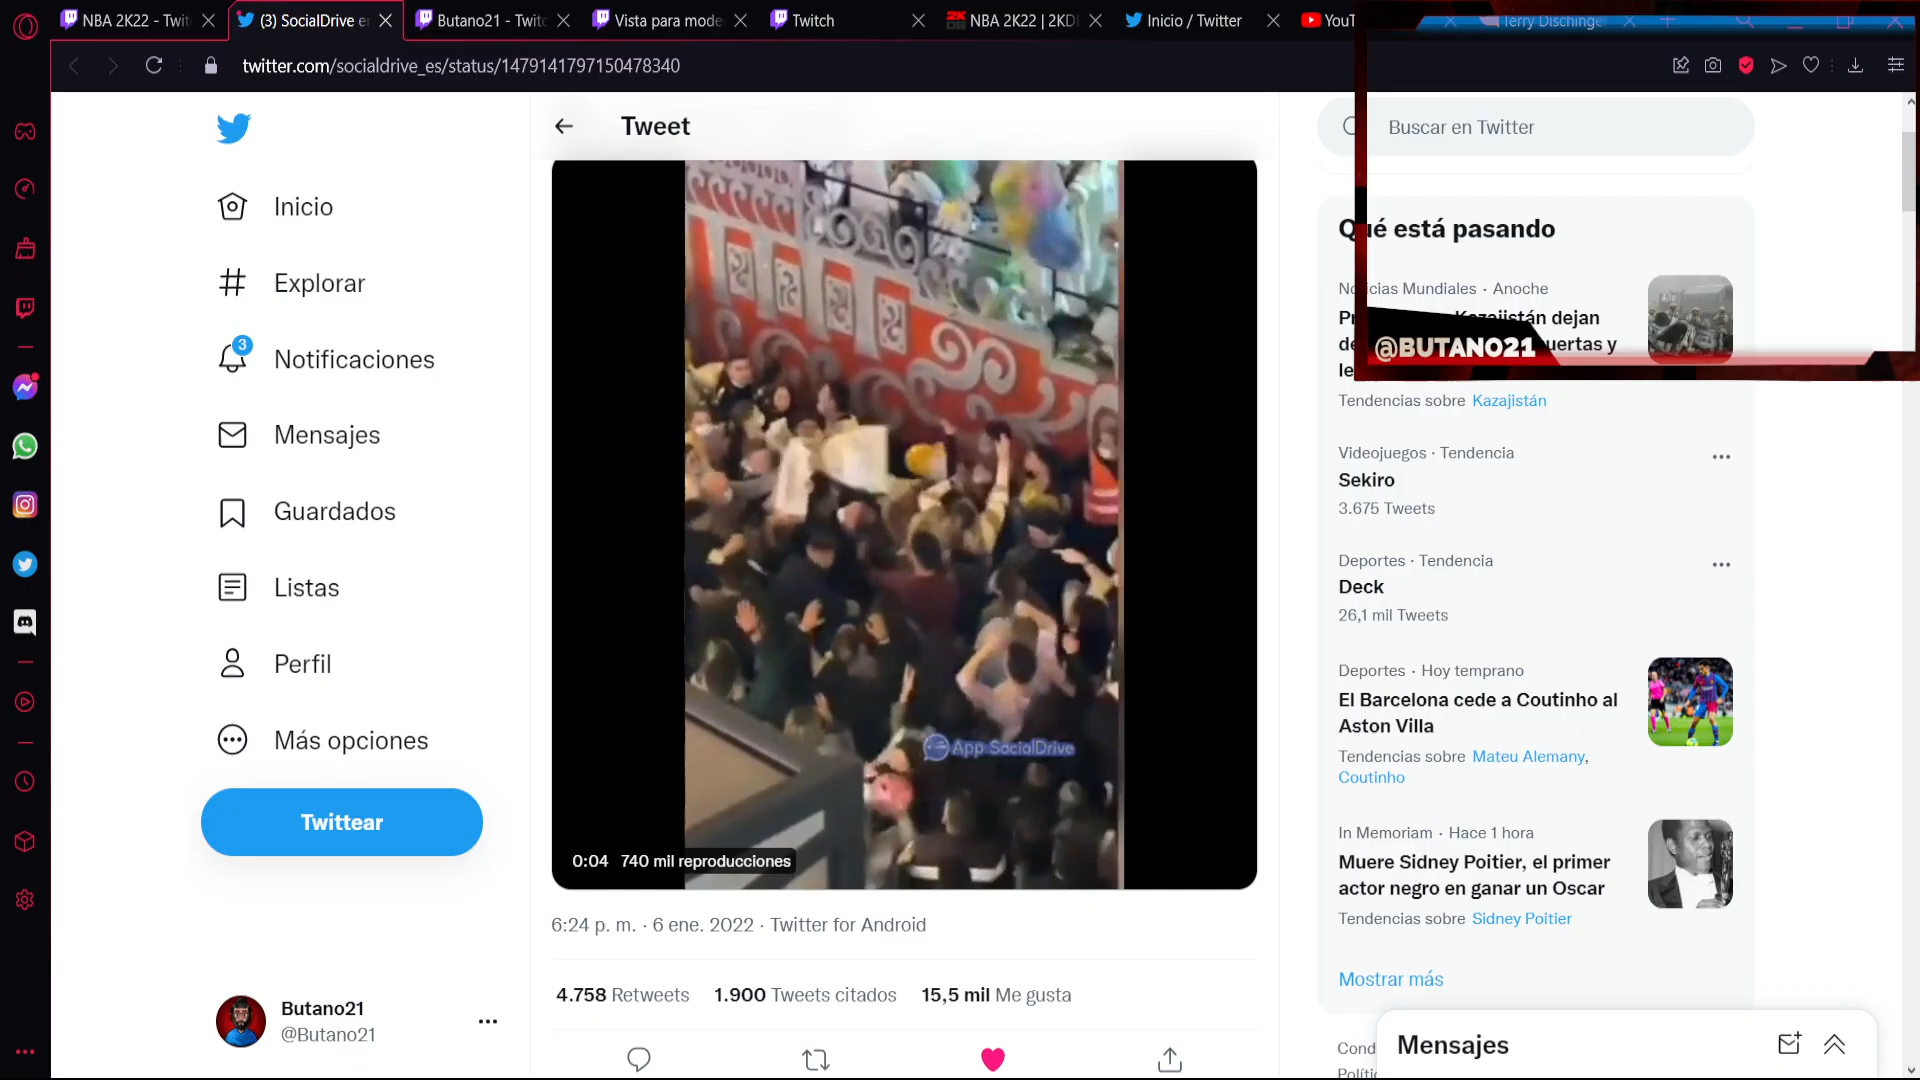 NBA 2K22 - Twit
(3) SocialDrive e
Butano21 - Twitc
Vista para mode
Twitch
NBA 2K22 | 2KD
Inicio / Twitter
YouT
Terry Dischinge
twitter.com/socialdrive_es/status/1479141797150478340
Inicio
Explorar
3
Notificaciones
Mensajes
Guardados
Listas
Perfil
Más opciones
Twittear
Butano21
@Butano21
Tweet
App SocialDrive
0:04 740 mil reproducciones
6:24 p. m. · 6 ene. 2022 · Twitter for Android
4.758 Retweets 1.900 Tweets citados 15,5 mil Me gusta
Buscar en Twitter
Qué está pasando
Noticias Mundiales · Anoche
Kazajistán dejan
uertas y
@BUTANO21
Tendencias sobre Kazajistán
Videojuegos · Tendencia
Sekiro
3.675 Tweets
Deportes · Tendencia
Deck
26,1 mil Tweets
Deportes · Hoy temprano
El Barcelona cede a Coutinho al
Aston Villa
Tendencias sobre Mateu Alemany,
Coutinho
In Memoriam · Hace 1 hora
Muere Sidney Poitier, el primer
actor negro en ganar un Oscar
Tendencias sobre Sidney Poitier
Mostrar más
Cond
Políti
Mensajes